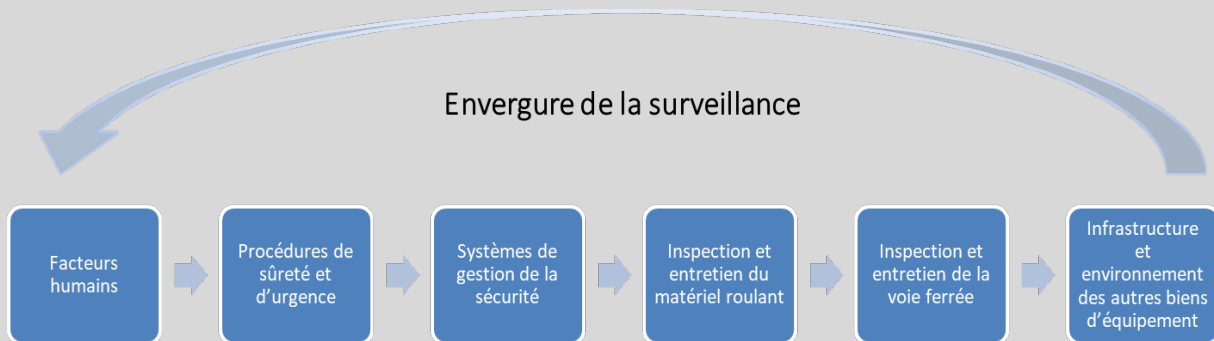 Envergure de la surveillance
Facteurs
humains
Procédures de
sûreté et
d'urgence
Systèmes de
gestion de la
sécurité
Inspection et
entretien du
matériel roulant
Inspection et
entretien de la
voie ferrée
Infrastructure
et
environnement
des autres biens
d'équipement